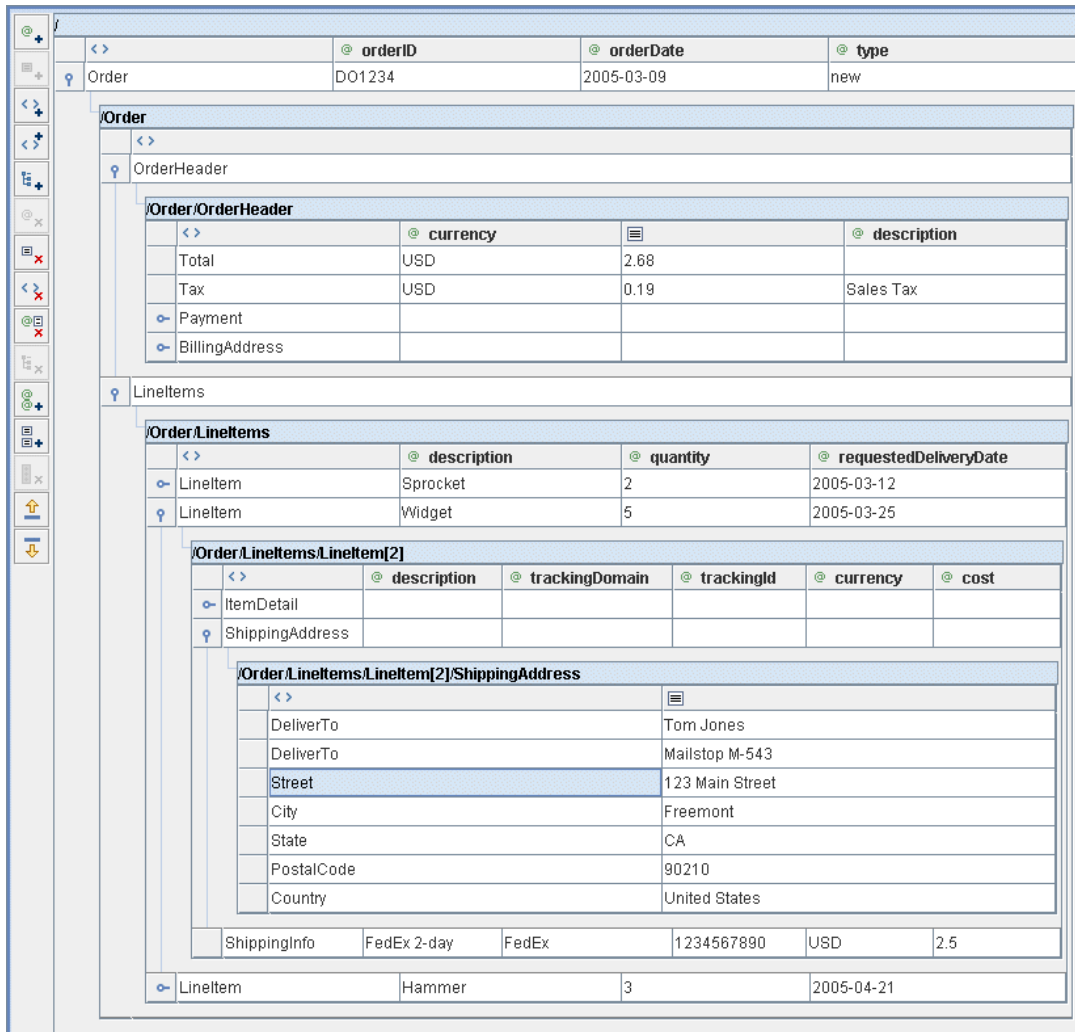 /
< > @ orderID @ orderDate @ type
Order DO1234 2005-03-09 new
/Order
< >
OrderHeader
/Order/OrderHeader
< > @ currency @ description
Total USD 2.68
Tax USD 0.19 Sales Tax
Payment
BillingAddress
LineItems
/Order/LineItems
< > @ description @ quantity @ requestedDeliveryDate
LineItem Sprocket 2 2005-03-12
LineItem Widget 5 2005-03-25
/Order/LineItems/LineItem[2]
< > @ description @ trackingDomain @ trackingId @ currency @ cost
ItemDetail
ShippingAddress
/Order/LineItems/LineItem[2]/ShippingAddress
< >
DeliverTo Tom Jones
DeliverTo Mailstop M-543
Street 123 Main Street
City Freemont
State CA
PostalCode 90210
Country United States
ShippingInfo FedEx 2-day FedEx 1234567890 USD 2.5
LineItem Hammer 3 2005-04-21